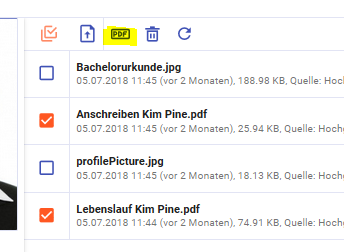 PDF
Bachelorurkunde.jpg
05.07.2018 11:45 (vor 2 Monaten), 188.98 KB, Quelle: Hoch
Anschreiben Kim Pine.pdf
05.07.2018 11:45 (vor 2 Monaten), 25.94 KB, Quelle: Hochg
profilePicture.jpg
05.07.2018 11:45 (vor 2 Monaten), 18.13 KB, Quelle: Hochg
Lebenslauf Kim Pine.pdf
05.07.2018 11:44 (vor 2 Monaten), 74.91 KB, Quelle: Hochg